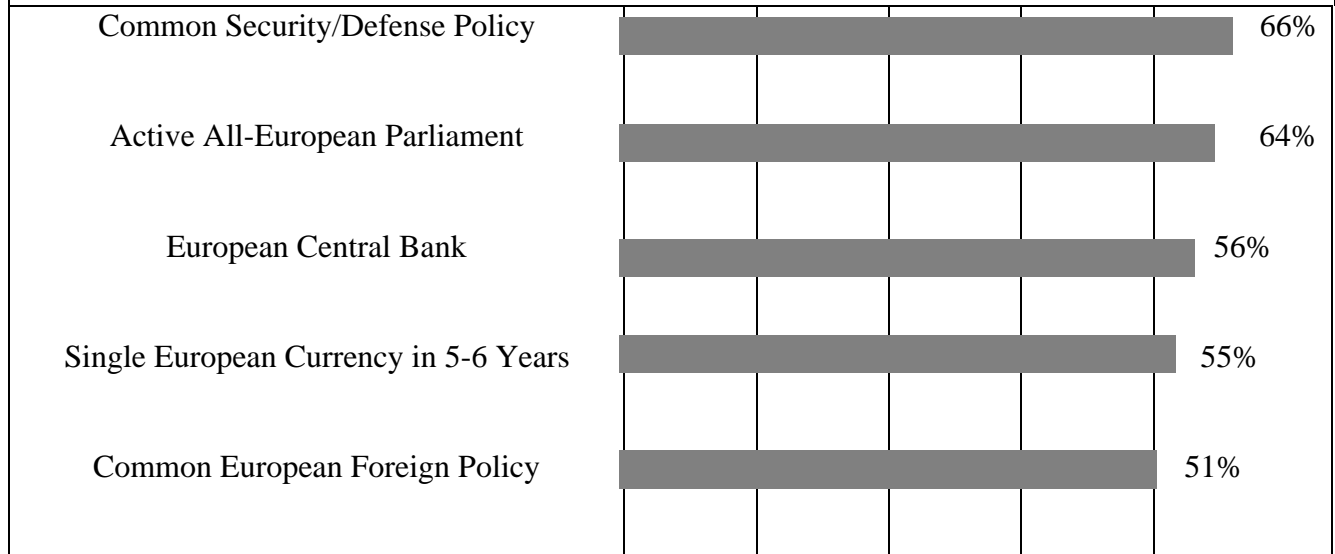 Common Security/Defense Policy 66%
Active All-European Parliament 64%
European Central Bank 56%
Single European Currency in 5-6 Years 55%
Common European Foreign Policy 51%